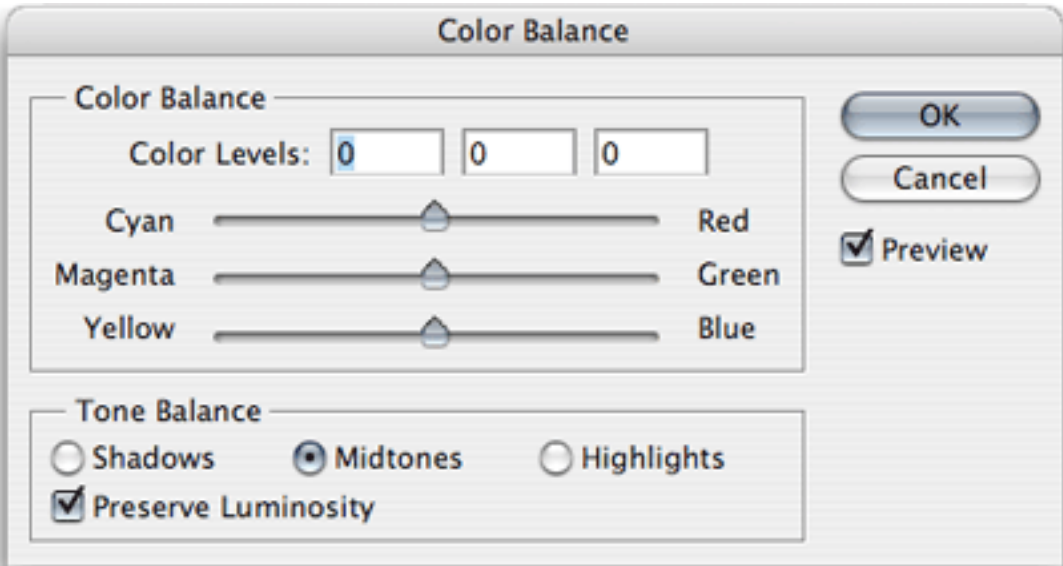 Color Balance
Color Balance
Color Levels: 0 0 0
Cyan Red
Magenta Green
Yellow Blue
OK
Cancel
Preview
Tone Balance
Shadows Midtones Highlights
Preserve Luminosity